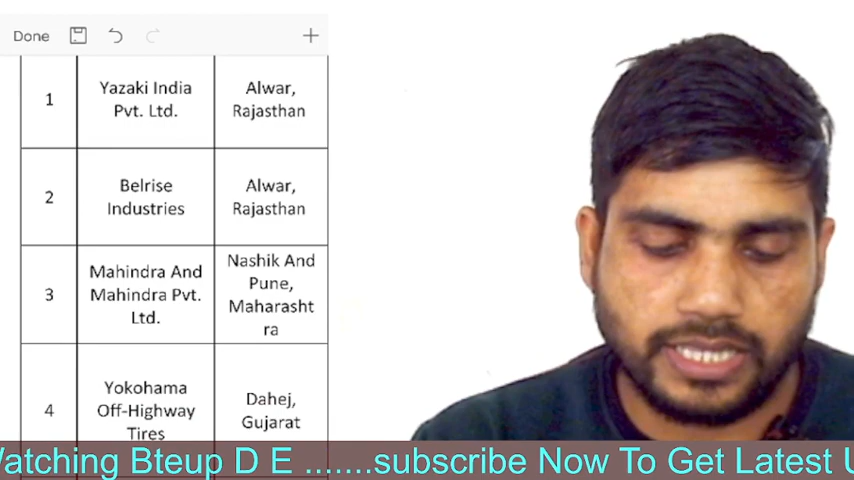 Done
1
Yazaki India
Pvt. Ltd.
Alwar,
Rajasthan
2
Belrise
Industries
Alwar,
Rajasthan
3
Mahindra And
Mahindra Pvt.
Ltd.
Nashik And
Pune,
Maharasht
ra
4
Yokohama
Off-Highway
Tires
Dahej,
Gujarat
Watching Bteup D E .......subscribe Now To Get Latest